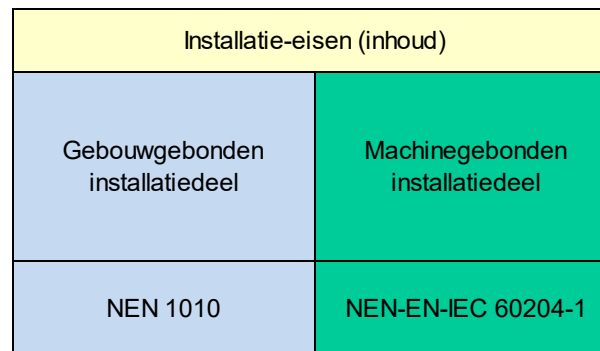 Installatie-eisen (inhoud)
Gebouwgebonden
installatiedeel
Machinegebonden
installatiedeel
NEN 1010
NEN-EN-IEC 60204-1